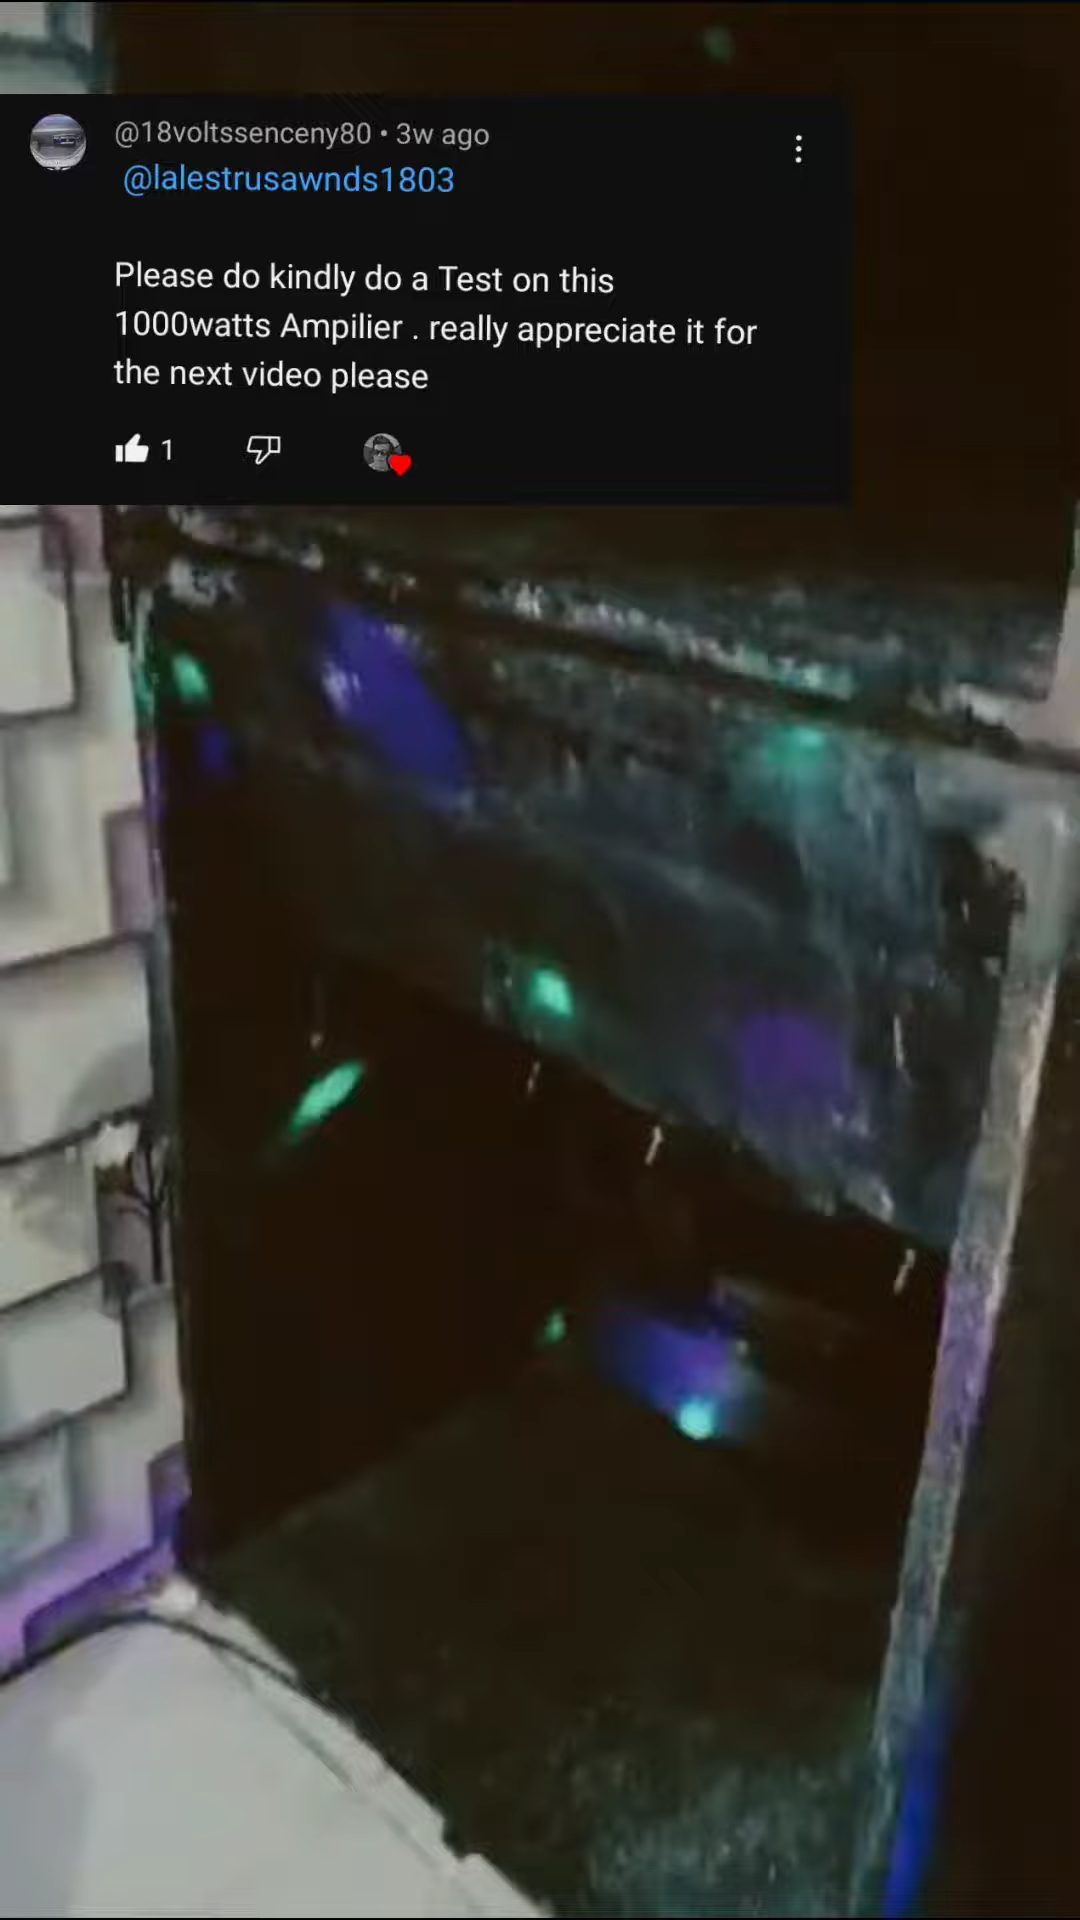 @18voltssenceny80 • 3w ago
@lalestrusawnds1803
Please do kindly do a Test on this
1000watts Ampilier . really appreciate it for
the next video please
1